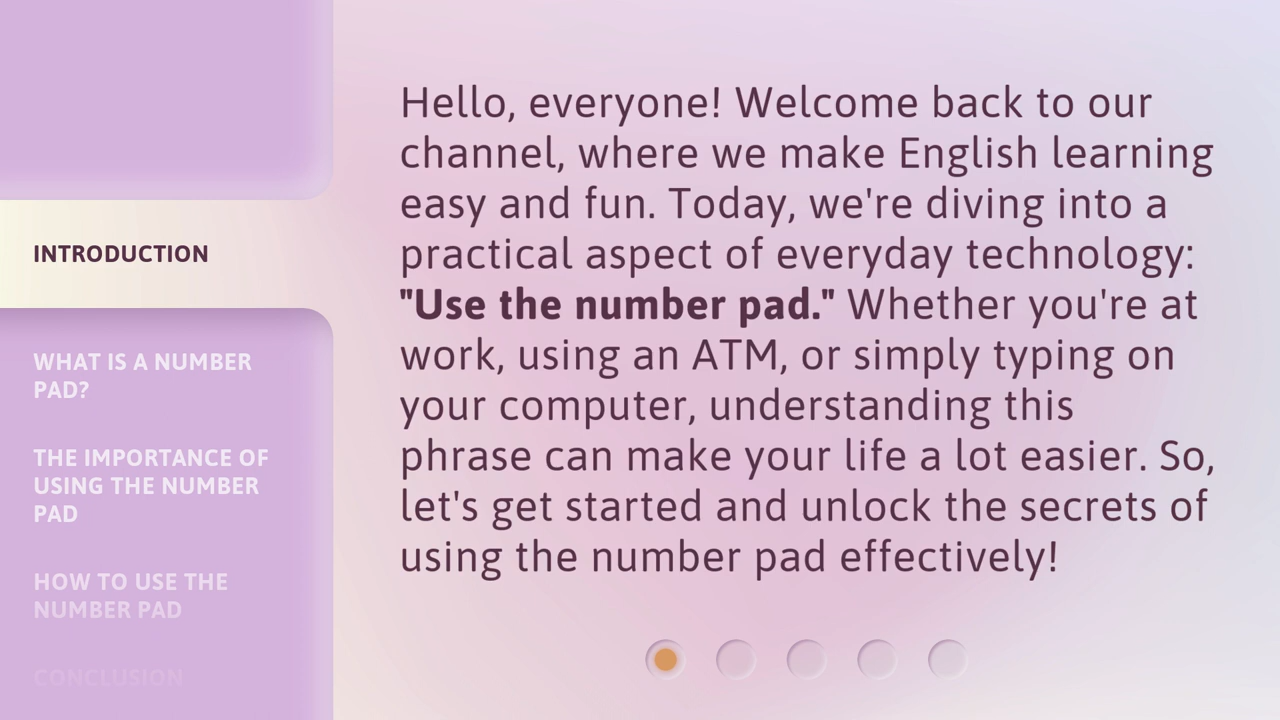 INTRODUCTION
WHAT IS A NUMBER
PAD?
THE IMPORTANCE OF
USING THE NUMBER
PAD
HOW TO USE THE
NUMBER PAD
CONCLUSION
Hello, everyone! Welcome back to our
channel, where we make English learning
easy and fun. Today, we're diving into a
practical aspect of everyday technology:
"Use the number pad." Whether you're at
work, using an ATM, or simply typing on
your computer, understanding this
phrase can make your life a lot easier. So,
let's get started and unlock the secrets of
using the number pad effectively!